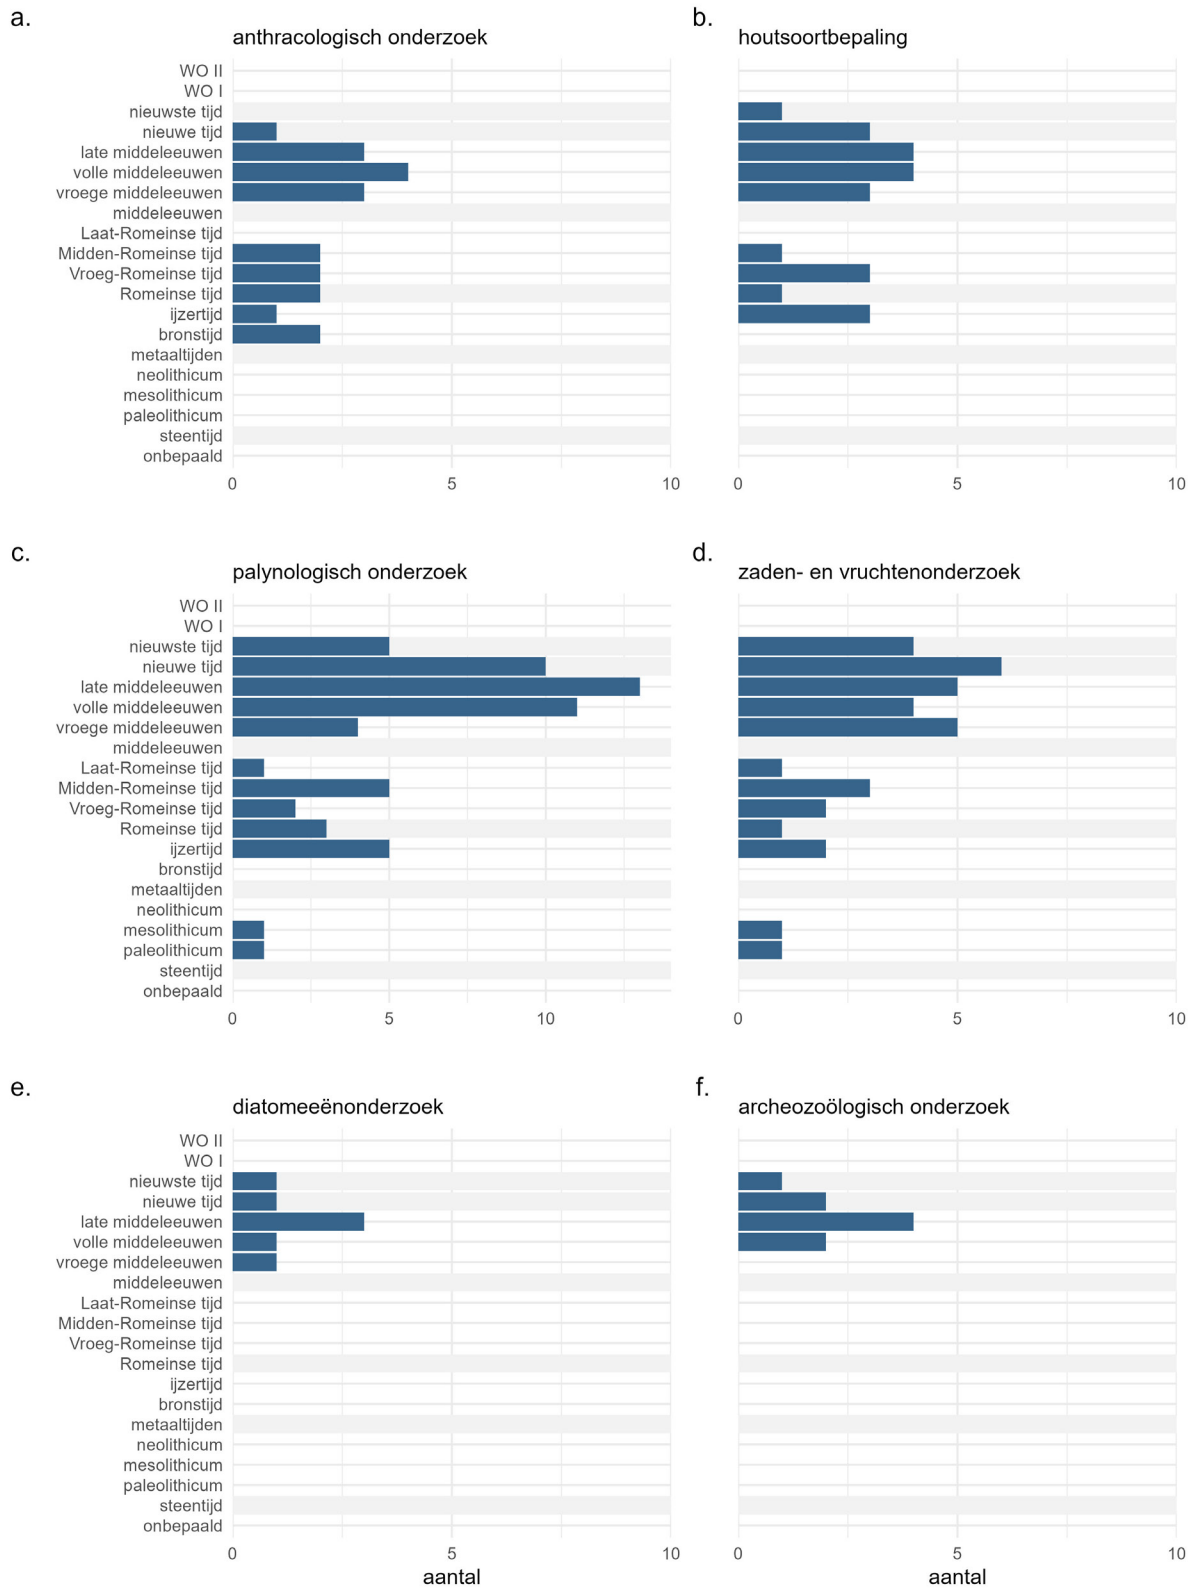 a.
anthracologisch onderzoek
WO II
WO I
nieuwste tijd
nieuwe tijd
late middeleeuwen
volle middeleeuwen
vroege middeleeuwen
middeleeuwen
Laat-Romeinse tijd
Midden-Romeinse tijd
Vroeg-Romeinse tijd
Romeinse tijd
ijzertijd
bronstijd
metaaltijden
neolithicum
mesolithicum
paleolithicum
steentijd
onbepaald
0 5 10
b.
houtsoortbepaling
0 5 10
c.
palynologisch onderzoek
WO II
WO I
nieuwste tijd
nieuwe tijd
late middeleeuwen
volle middeleeuwen
vroege middeleeuwen
middeleeuwen
Laat-Romeinse tijd
Midden-Romeinse tijd
Vroeg-Romeinse tijd
Romeinse tijd
ijzertijd
bronstijd
metaaltijden
neolithicum
mesolithicum
paleolithicum
steentijd
onbepaald
0 5 10
d.
zaden- en vruchtenonderzoek
0 5 10
e.
diatomeeënonderzoek
WO II
WO I
nieuwste tijd
nieuwe tijd
late middeleeuwen
volle middeleeuwen
vroege middeleeuwen
middeleeuwen
Laat-Romeinse tijd
Midden-Romeinse tijd
Vroeg-Romeinse tijd
Romeinse tijd
ijzertijd
bronstijd
metaaltijden
neolithicum
mesolithicum
paleolithicum
steentijd
onbepaald
0 5 10
aantal
f.
archeozoölogisch onderzoek
0 5 10
aantal